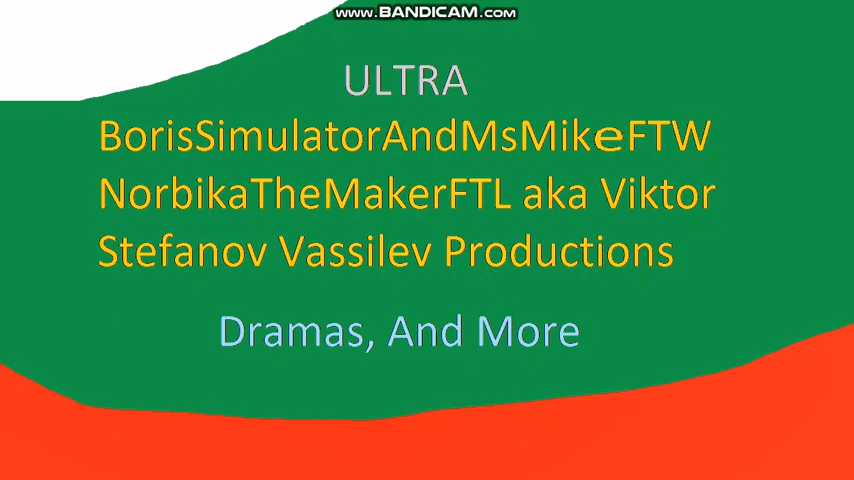 www.BANDICAM.com
ULTRA
BorisSimulatorAndMsMikeFTW
NorbikaTheMakerFTL aka Viktor
Stefanov Vassilev Productions
Dramas, And More